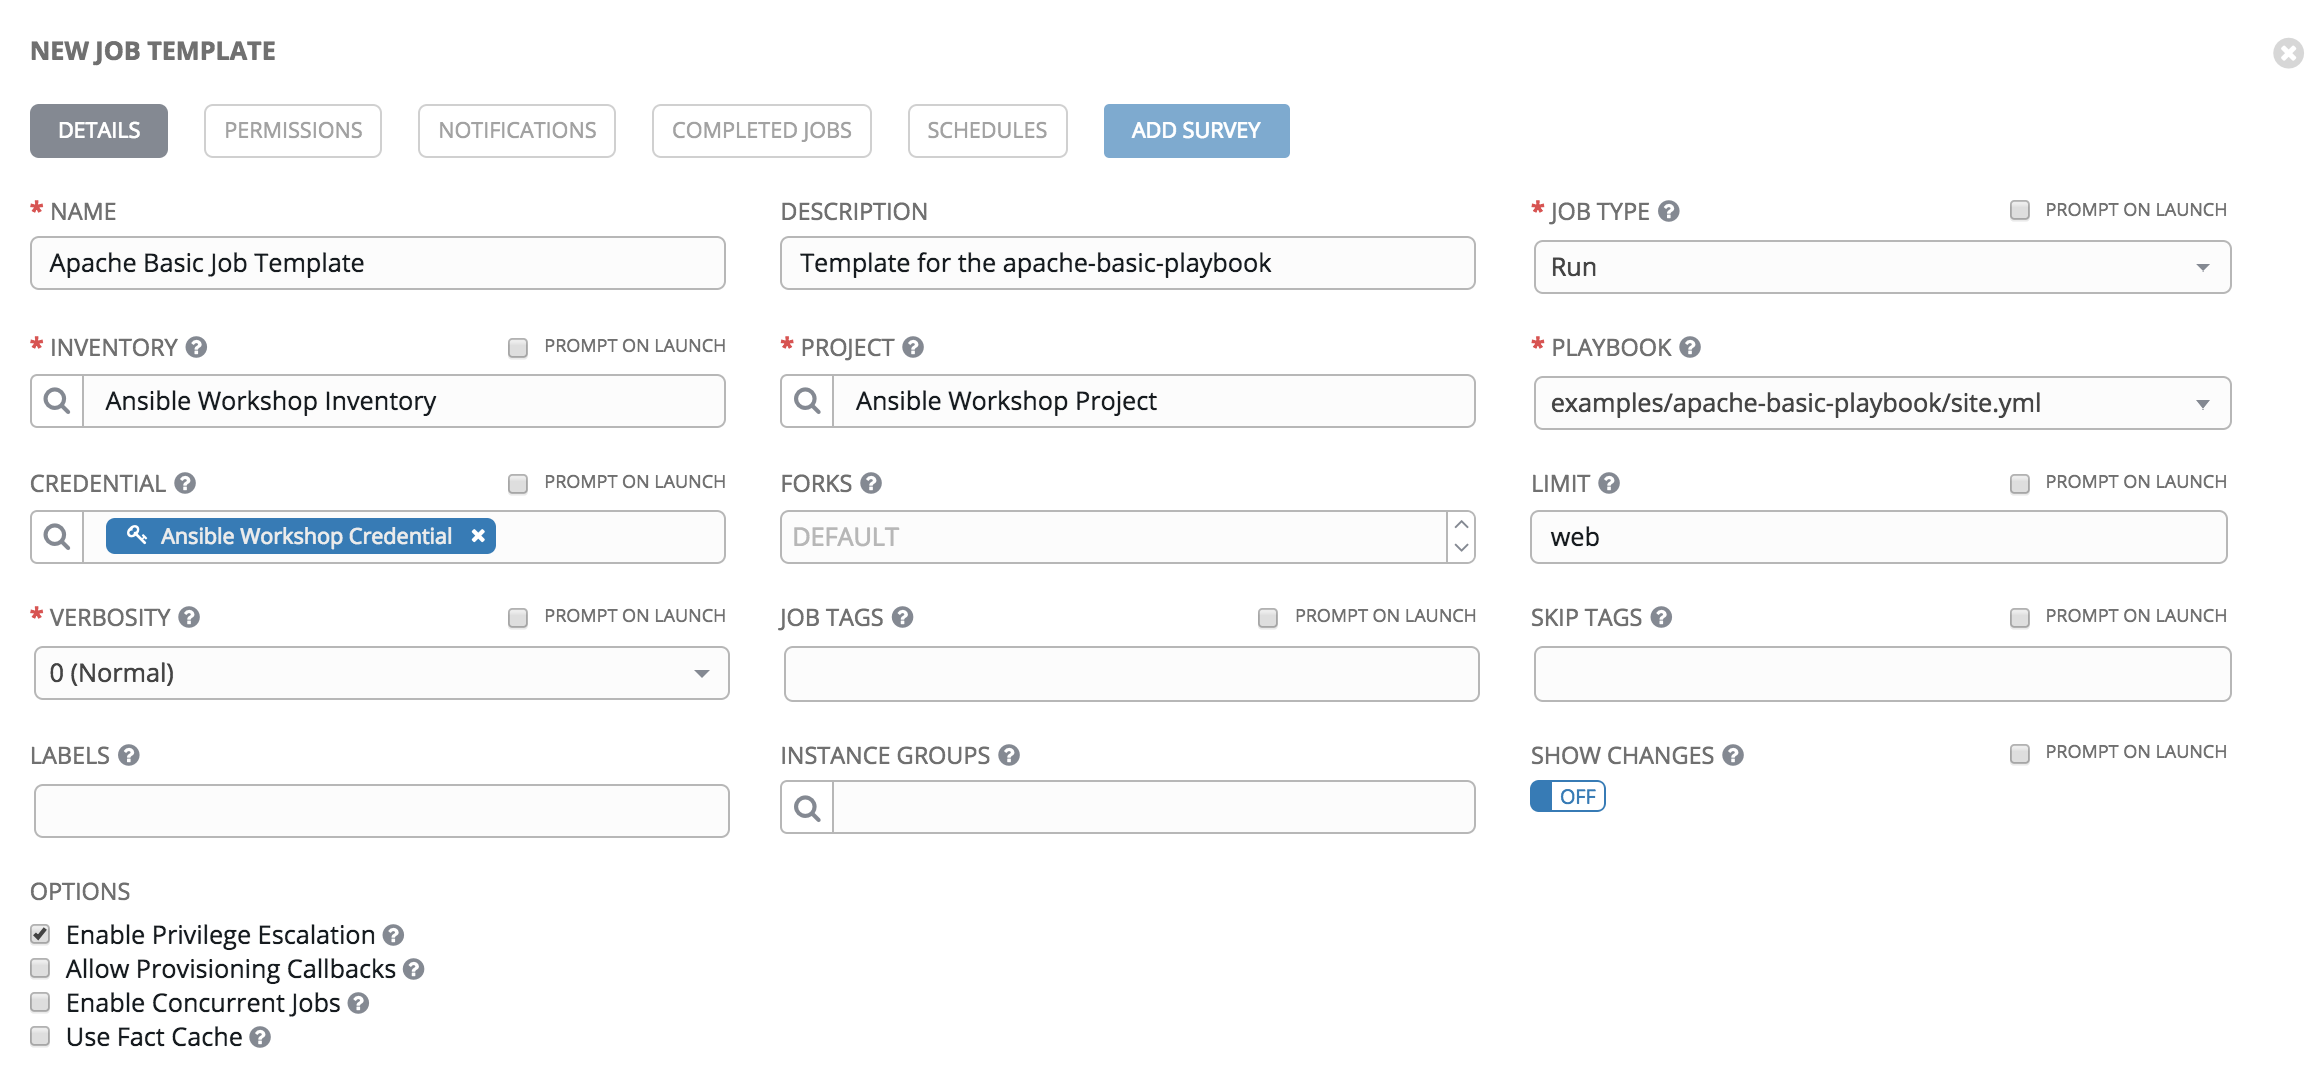 NEW JOB TEMPLATE
DETAILS PERMISSIONS NOTIFICATIONS COMPLETED JOBS SCHEDULES ADD SURVEY
* NAME DESCRIPTION * JOB TYPE PROMPT ON LAUNCH
Apache Basic Job Template Template for the apache-basic-playbook Run
* INVENTORY PROMPT ON LAUNCH * PROJECT * PLAYBOOK
Ansible Workshop Inventory Ansible Workshop Project examples/apache-basic-playbook/site.yml
CREDENTIAL PROMPT ON LAUNCH FORKS LIMIT PROMPT ON LAUNCH
Ansible Workshop Credential DEFAULT web
* VERBOSITY PROMPT ON LAUNCH JOB TAGS PROMPT ON LAUNCH SKIP TAGS PROMPT ON LAUNCH
0 (Normal)
LABELS INSTANCE GROUPS SHOW CHANGES PROMPT ON LAUNCH
OFF
OPTIONS
Enable Privilege Escalation
Allow Provisioning Callbacks
Enable Concurrent Jobs
Use Fact Cache